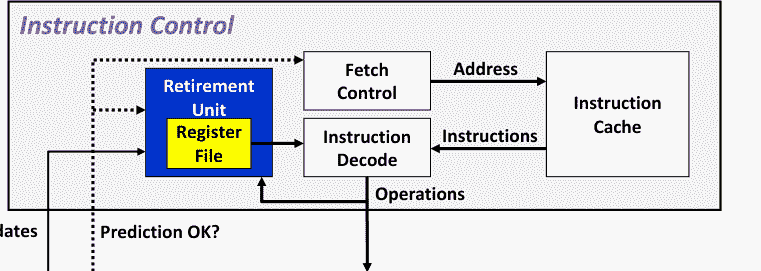 Instruction Control
Fetch
Control
Address
Instruction
Cache
Retirement
Unit
Register
File
Instruction
Decode
Instructions
Operations
Prediction OK?